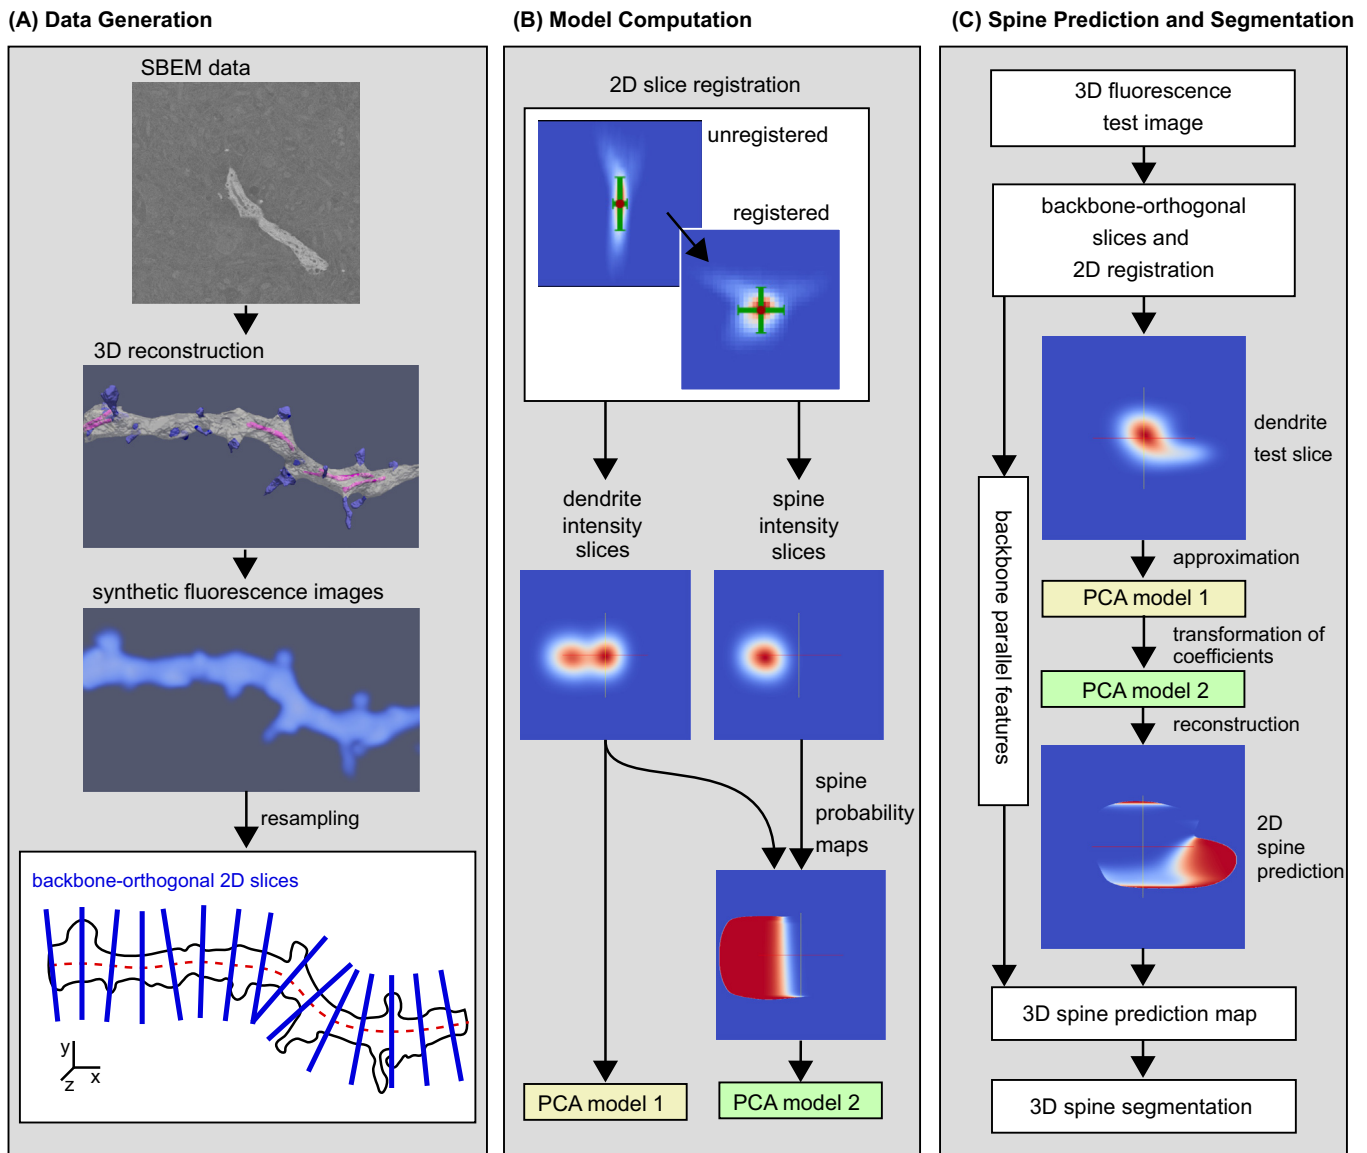 (A) Data Generation
SBEM data
3D reconstruction
synthetic fluorescence images
resampling
backbone-orthogonal 2D slices
y
z
x
(B) Model Computation
2D slice registration
unregistered
registered
dendrite
intensity
slices
spine
intensity
slices
spine
probability
maps
PCA model 1
PCA model 2
(C) Spine Prediction and Segmentation
3D fluorescence
test image
backbone-orthogonal
slices and
2D registration
dendrite
test slice
backbone parallel features
approximation
PCA model 1
transformation of
coefficients
PCA model 2
reconstruction
2D
spine
prediction
3D spine prediction map
3D spine segmentation